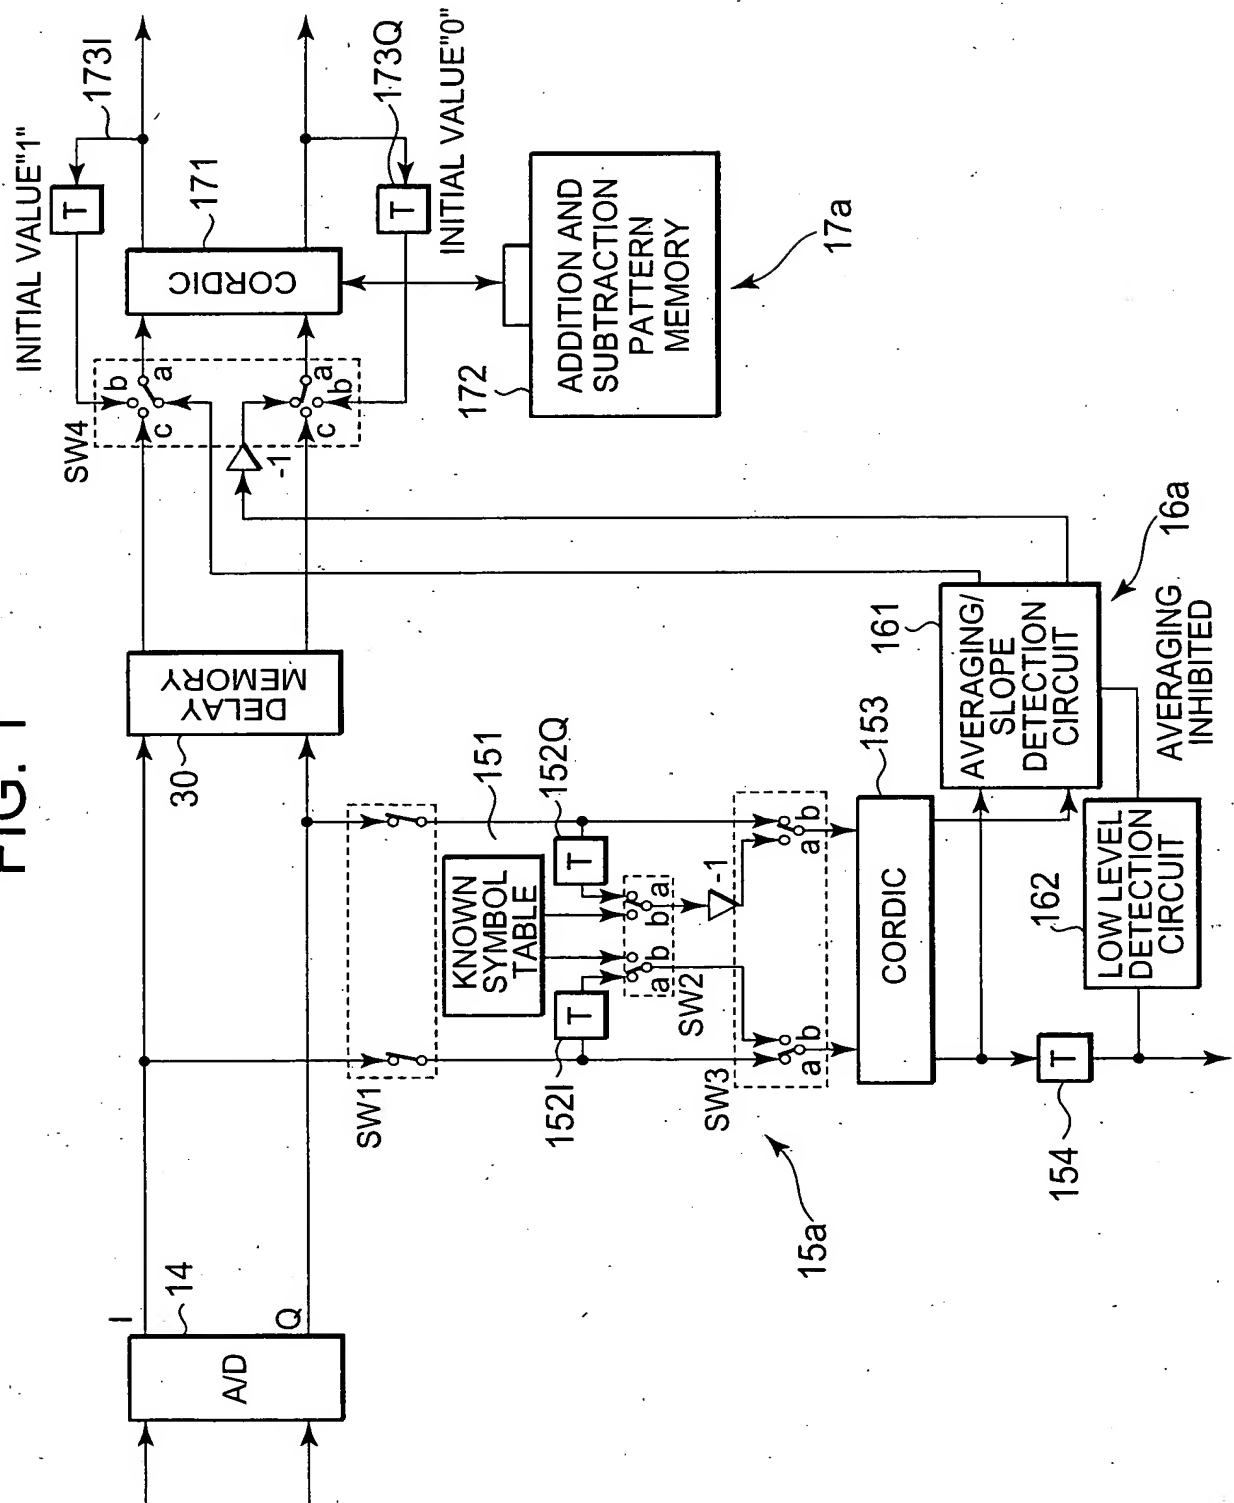 FIG. 1
INITIAL VALUE"1"
173I
T
171
CORDIC
173Q
T
INITIAL VALUE"0"
SW4
b
a
c
a
b
c
-1
172
ADDITION AND
SUBTRACTION
PATTERN
MEMORY
17a
DELAY
MEMORY
30
I
14
Q
A/D
SW1
151
KNOWN
SYMBOL
TABLE
152Q
T
152I
T
a
b
b
a
SW2
-1
SW3
a
b
a
b
15a
153
CORDIC
154
T
161
AVERAGING/
SLOPE
DETECTION
CIRCUIT
16a
AVERAGING
INHIBITED
162
LOW LEVEL
DETECTION
CIRCUIT